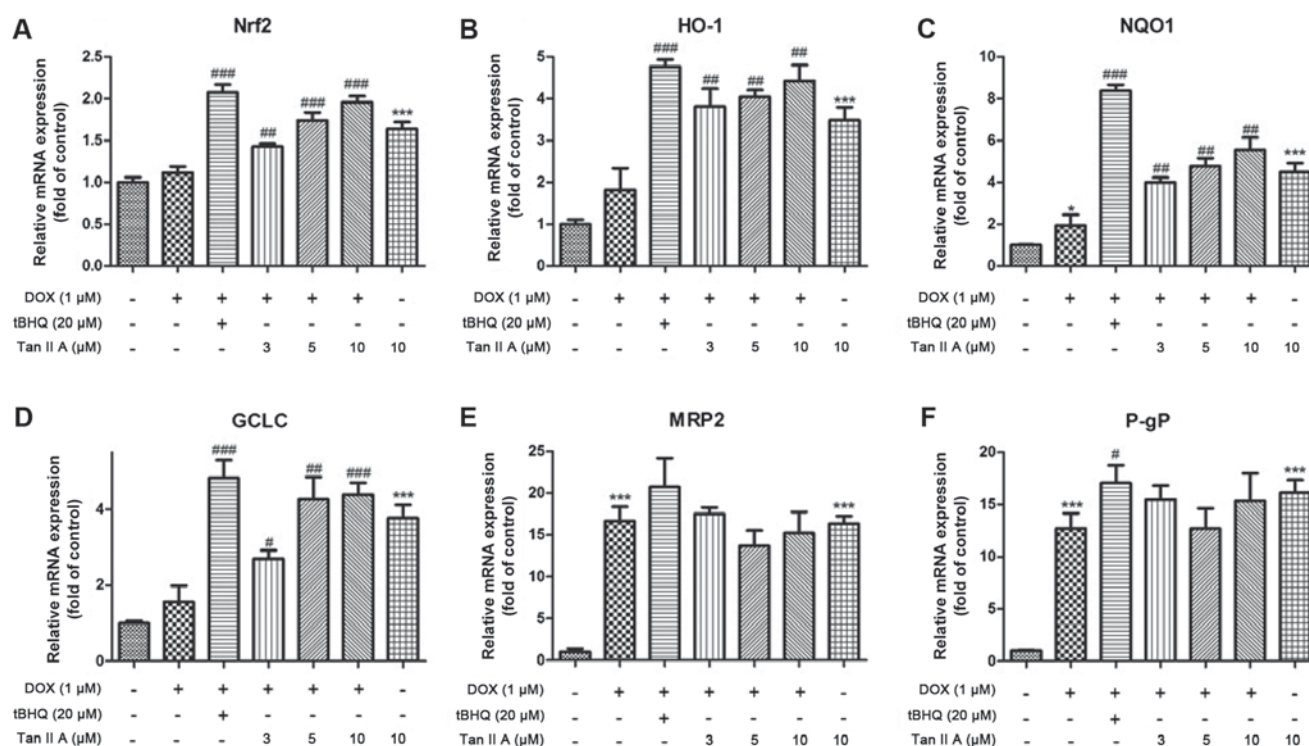 A
Nrf2
Relative mRNA expression
(fold of control)
2.5
2.0
1.5
1.0
0.5
0.0
###
##
###
###
***
DOX (1 µM) - + + + + + -
tBHQ (20 µM) - - + - - - -
Tan II A (µM) - - - 3 5 10 10
B
HO-1
Relative mRNA expression
(fold of control)
5
4
3
2
1
0
###
##
##
##
***
DOX (1 µM) - + + + + + -
tBHQ (20 µM) - - + - - - -
Tan II A (µM) - - - 3 5 10 10
C
NQO1
Relative mRNA expression
(fold of control)
10
8
6
4
2
0
*
###
##
##
##
***
DOX (1 µM) - + + + + + -
tBHQ (20 µM) - - + - - - -
Tan II A (µM) - - - 3 5 10 10
D
GCLC
Relative mRNA expression
(fold of control)
4
2
0
###
#
##
###
***
DOX (1 µM) - + + + + + -
tBHQ (20 µM) - - + - - - -
Tan II A (µM) - - - 3 5 10 10
E
MRP2
Relative mRNA expression
(fold of control)
25
20
15
10
5
0
***
***
DOX (1 µM) - + + + + + -
tBHQ (20 µM) - - + - - - -
Tan II A (µM) - - - 3 5 10 10
F
P-gP
Relative mRNA expression
(fold of control)
20
15
10
5
0
***
#
***
DOX (1 µM) - + + + + + -
tBHQ (20 µM) - - + - - - -
Tan II A (µM) - - - 3 5 10 10